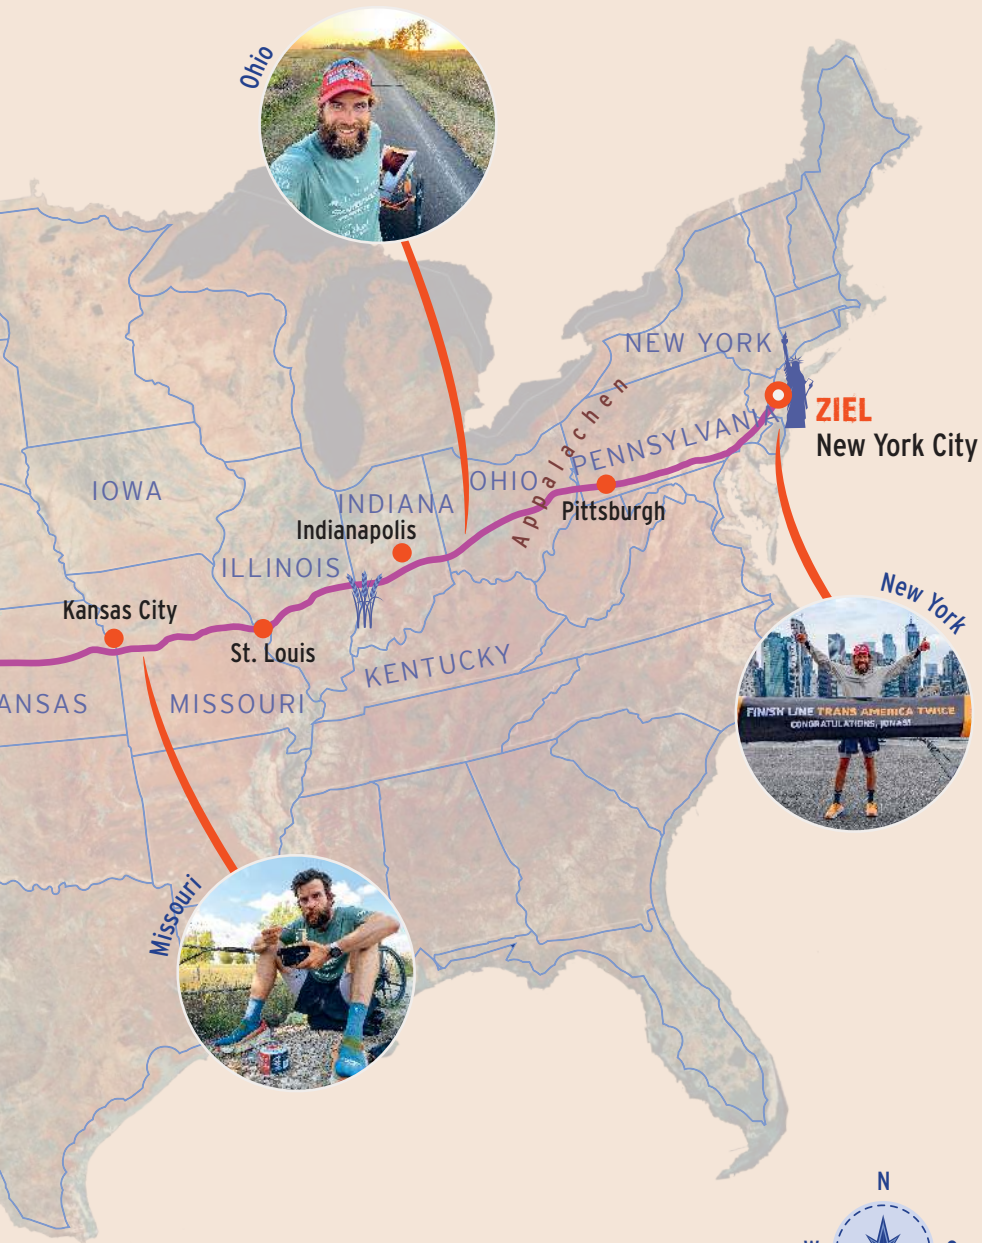 Ohio
NEW YORK
ZIEL
New York City
Appalachen
PENNSYLVANIA
OHIO
Pittsburgh
IOWA
INDIANA
Indianapolis
ILLINOIS
Kansas City
St. Louis
KENTUCKY
ANSAS
MISSOURI
New York
FINISH LINE TRANS AMERICA TWICE
CONGRATULATIONS, JONAS!
Missouri
N